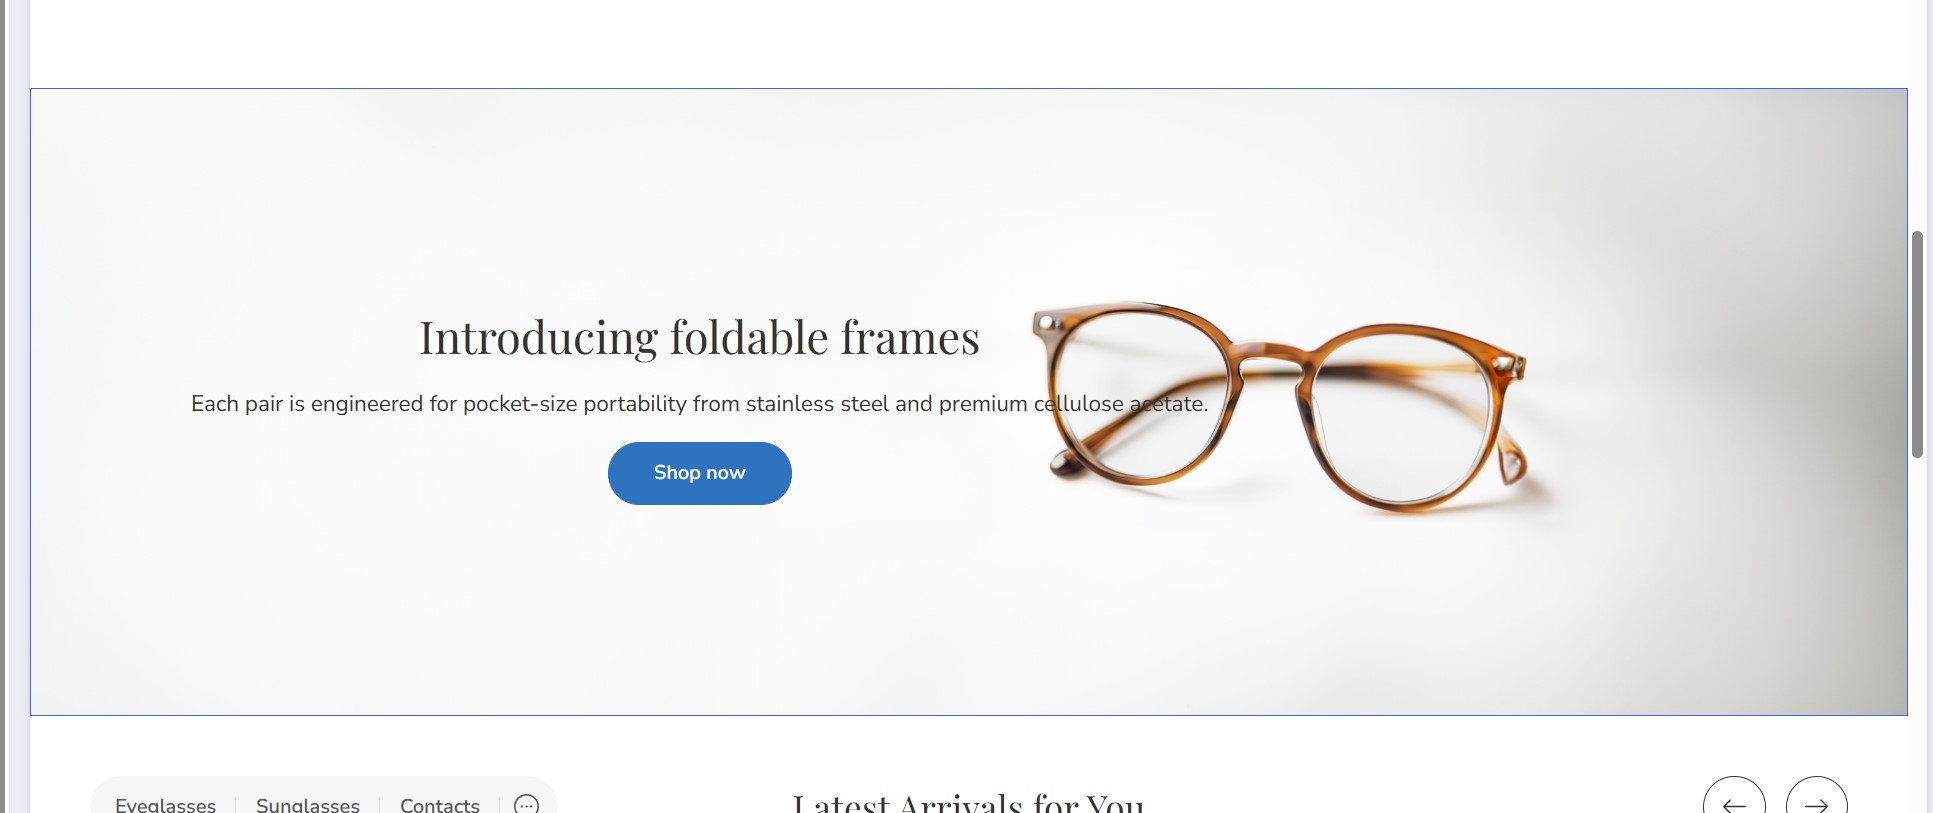 Introducing foldable frames
Each pair is engineered for pocket-size portability from stainless steel and premium cellulose acetate.
Shop now
Eyeglasses
Sunglasses
Contacts
Latest Arrivals for You